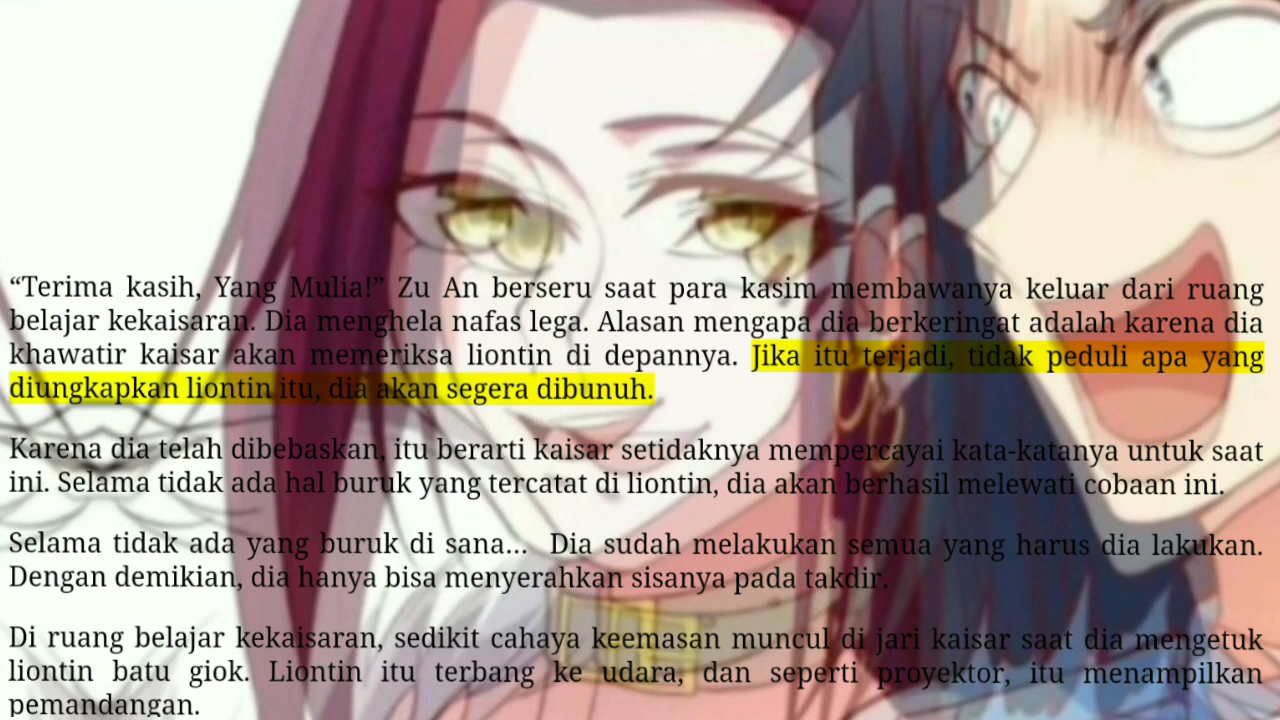 “Terima kasih, Yang Mulia!” Zu An berseru saat para kasim membawanya keluar dari ruang
belajar kekaisaran. Dia menghela nafas lega. Alasan mengapa dia berkeringat adalah karena dia
khawatir kaisar akan memeriksa liontin di depannya. Jika itu terjadi, tidak peduli apa yang
diungkapkan liontin itu, dia akan segera dibunuh.
Karena dia telah dibebaskan, itu berarti kaisar setidaknya mempercayai kata-katanya untuk saat
ini. Selama tidak ada hal buruk yang tercatat di liontin, dia akan berhasil melewati cobaan ini.
Selama tidak ada yang buruk di sana… Dia sudah melakukan semua yang harus dia lakukan.
Dengan demikian, dia hanya bisa menyerahkan sisanya pada takdir.
Di ruang belajar kekaisaran, sedikit cahaya keemasan muncul di jari kaisar saat dia mengetuk
liontin batu giok. Liontin itu terbang ke udara, dan seperti proyektor, itu menampilkan
pemandangan.